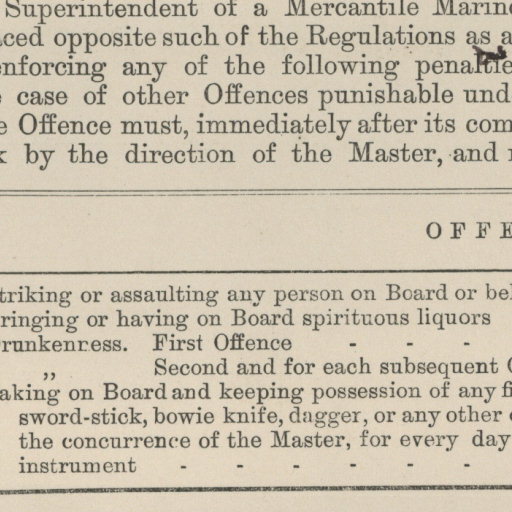 Superintendent of a Mercantile Marin
ced opposite such of the Regulations as a
enforcing any of the following penaltie
case of other Offences punishable und
e Offence must, immediately after its com
k by the direction of the Master, and
OFFE
triking or assaulting any person on Board or bel
ringing or having on Board spirituous liquors
runkenress. First Offence - - -
„ Second and for each subsequent O
aking on Board and keeping possession of any fi
sword-stick, bowie knife, dagger, or any other
the concurrence of the Master, for every day
instrument - - - - - -